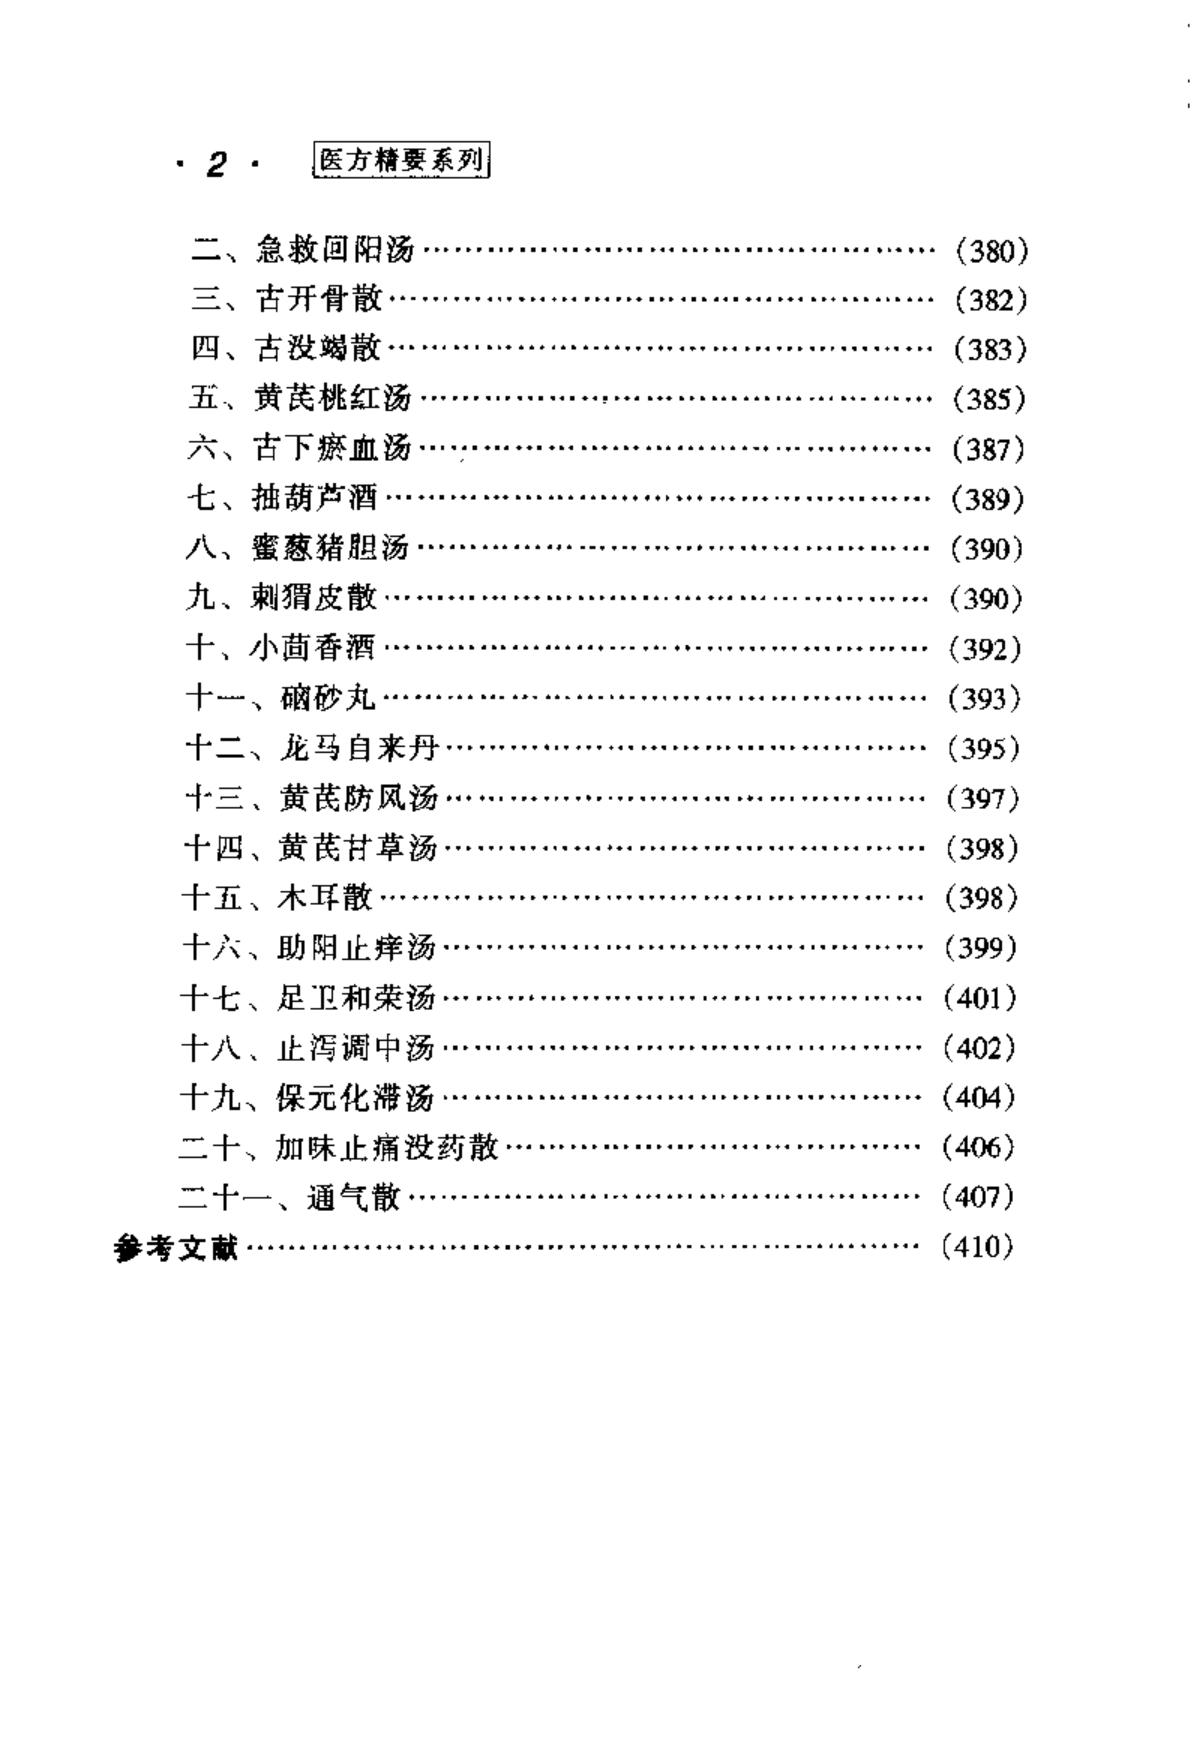 ·2· 医方精要系列
二、急救回阳汤……(380)
三、古开骨散……(382)
四、古没竭散……(383)
五、黄芪桃红汤……(385)
六、古下瘀血汤……(387)
七、抽葫芦酒……(389)
八、蜜葱猪胆汤……(390)
九、刺猬皮散……(390)
十、小茴香酒……(392)
十一、硇砂丸……(393)
十二、龙马自来丹……(395)
十三、黄芪防风汤……(397)
十四、黄芪甘草汤……(398)
十五、木耳散……(398)
十六、助阳止痒汤……(399)
十七、足卫和荣汤……(401)
十八、止泻调中汤……(402)
十九、保元化滞汤……(404)
二十、加味止痛没药散……(406)
二十一、通气散……(407)
参考文献……(410)